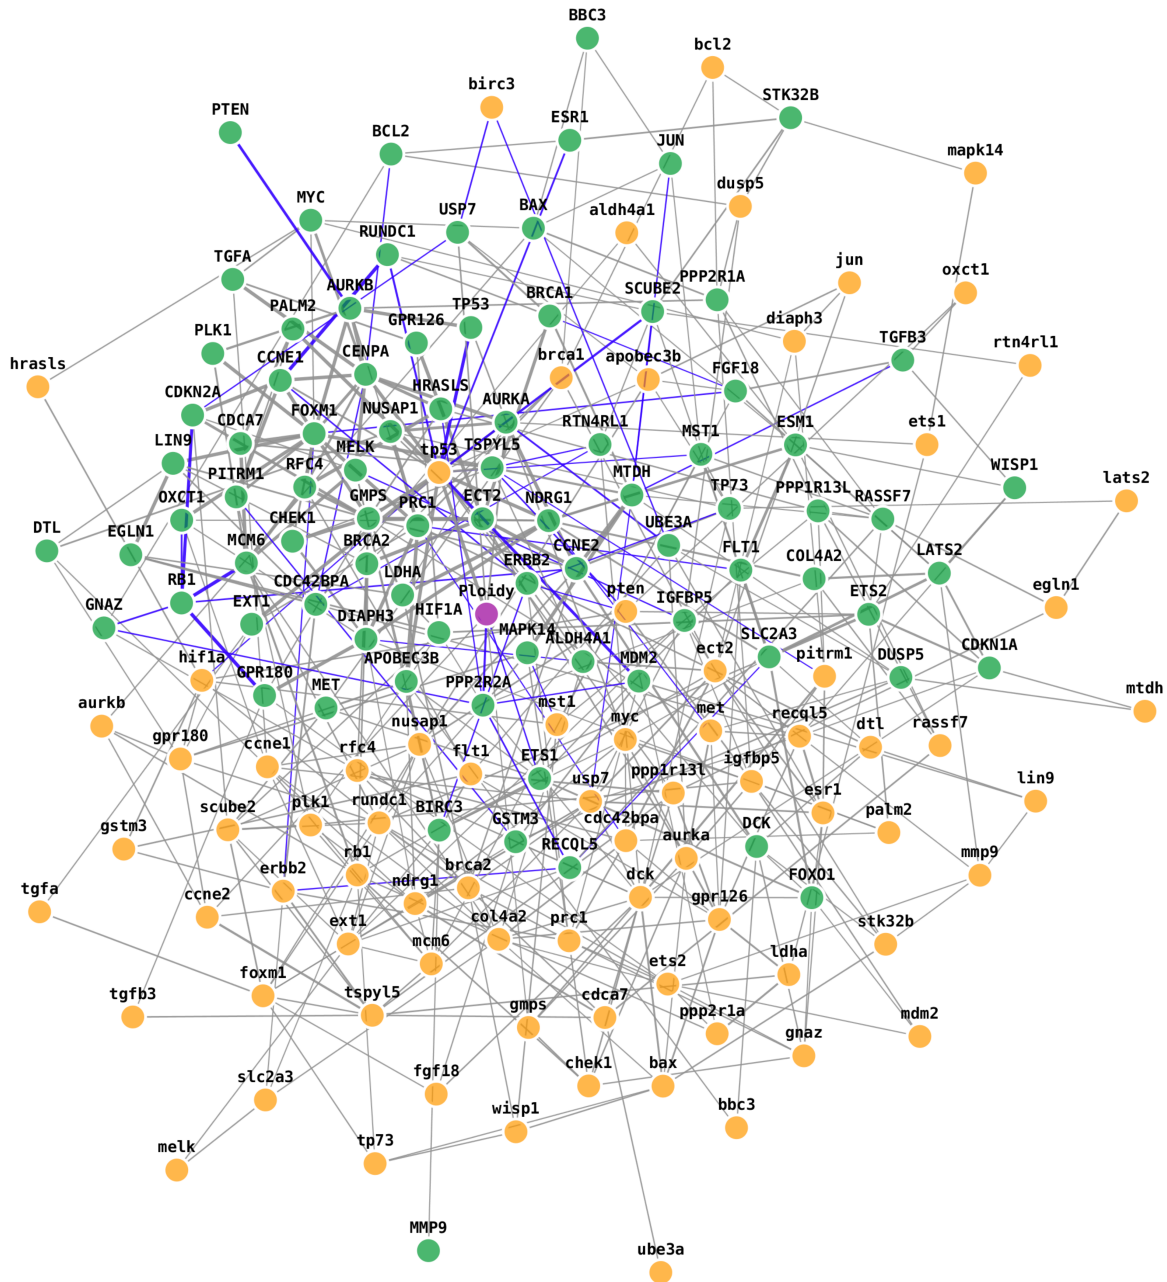 BBC3
bcl2
birc3
STK32B
PTEN
ESR1
BCL2
JUN
mapk14
dusp5
MYC
USP7
BAX
aldh4a1
RUNDC1
TGFA
jun
oxct1
PPP2R1A
AURKB
SCUBE2
BRCA1
PALM2
TP53
GPR126
diaph3
PLK1
TGFB3
rtn4rl1
hrasls
CCNE1
CENPA
brca1
apobec3b
FGF18
CDKN2A
HRASLS
AURKA
CDCA7
FOXM1
NUSAP1
RTN4RL1
ets1
LIN9
MELK
tp53
TSPYL5
MST1
ESM1
PITRM1
RFC4
MTDH
WISP1
lats2
OXCT1
GMPS
PRC1
ECT2
NDRG1
TP73
PPP1R13L
RASSF7
DTL
EGLN1
CHEK1
UBE3A
MCM6
BRCA2
CCNE2
FLT1
COL4A2
LATS2
RB1
CDC42BPA
LDHA
ERBB2
Ploidy
pten
IGFBP5
ETS2
egln1
GNAZ
EXT1
DIAPH3
HIF1A
MAPK14
ALDH4A1
SLC2A3
CDKN1A
hif1a
GPR180
APOBEC3B
PPP2R2A
MDM2
ect2
pitrm1
DUSP5
aurkb
MET
mst1
mtdh
gpr180
ccne1
nusap1
myc
met
recql5
dtl
rassf7
rfc4
flt1
ETS1
usp7
ppp1r13l
igfbp5
esr1
lin9
scube2
plk1
rundc1
BIRC3
GSTM3
cdc42bpa
palm2
gstm3
rb1
RECQL5
aurka
DCK
mmp9
erbb2
brca2
ndrg1
dck
FOXO1
tgfa
ccne2
ext1
col4a2
prc1
gpr126
stk32b
mcm6
ets2
ldha
foxm1
tgfb3
tspyl5
gmps
cdca7
ppp2r1a
gnaz
mdm2
slc2a3
fgf18
chek1
bax
wisp1
bbc3
melk
tp73
MMP9
ube3a